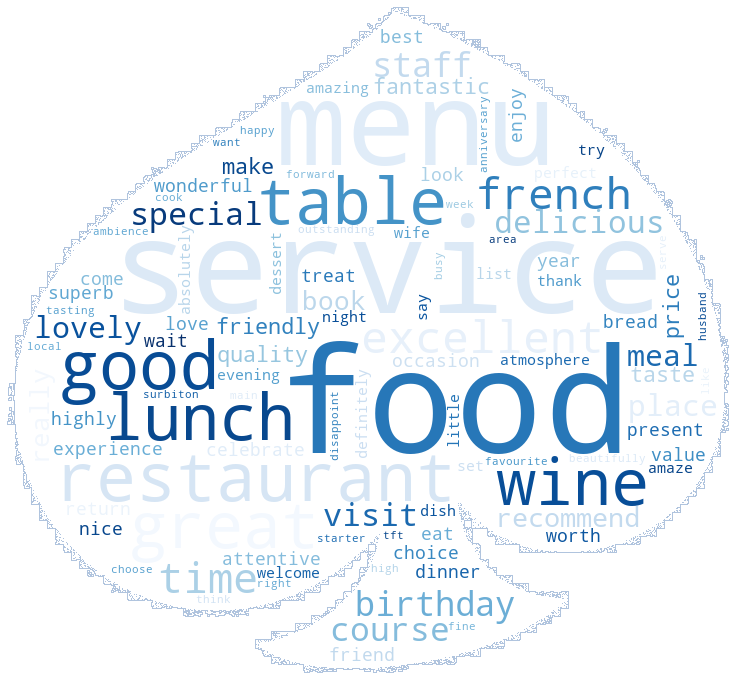 best
staff
amazing fantastic
menu
enjoy
anniversary
happy
want
try
make
forward
look
perfect
wonderful
cook
table
french
special
week
delicious
ambience
outstanding
wife
area
service
absolutely
dessert
busy
serve
come
treat
list
year
thank
superb
book
price
tasting
night
say
husband
lovely
love
friendly
bread
wait
excellent
local
good
quality
occasion
atmosphere
meal
evening
taste
like
surbiton
main
food
lunch
really
disappoint
definitely
little
place
highly
present
experience
celebrate
restaurant
set
favourite
beautifully
value
amaze
wine
return
great
visit
dish
recommend
nice
starter
tft
eat
worth
attentive
choice
choose
time
welcome
right
high
dinner
think
birthday
course
fine
friend